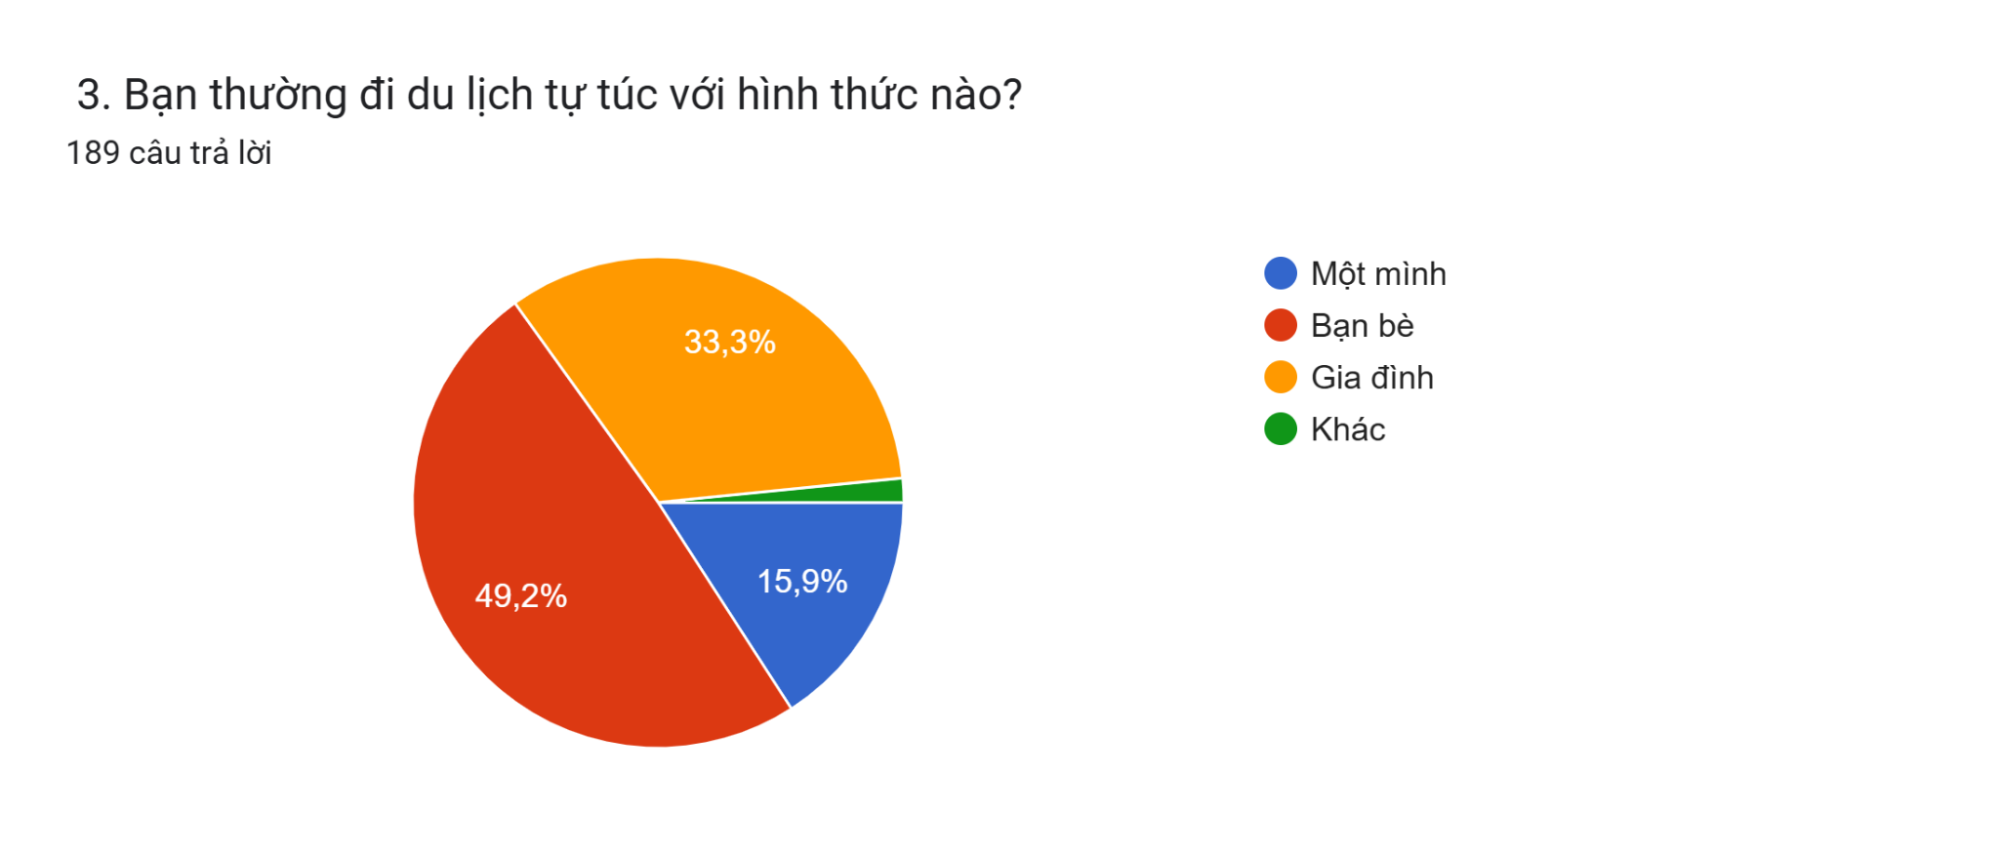 3. Bạn thường đi du lịch tự túc với hình thức nào?
189 câu trả lời
33,3%
49,2%
15,9%
Một mình
Bạn bè
Gia đình
Khác